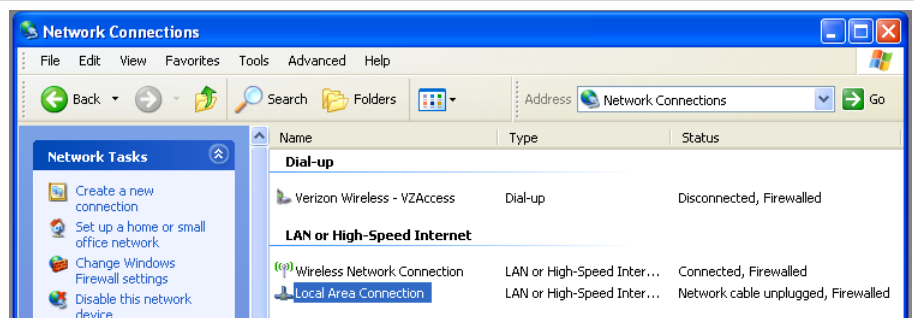 Network Connections
File Edit View Favorites Tools Advanced Help
Back Search Folders Address Network Connections Go
Name Type Status
Network Tasks
Dial-up
Create a new
connection
Verizon Wireless - VZAccess Dial-up Disconnected, Firewalled
Set up a home or small
office network
LAN or High-Speed Internet
Change Windows
Firewall settings
Wireless Network Connection LAN or High-Speed Inter... Connected, Firewalled
Disable this network
device
Local Area Connection LAN or High-Speed Inter... Network cable unplugged, Firewalled